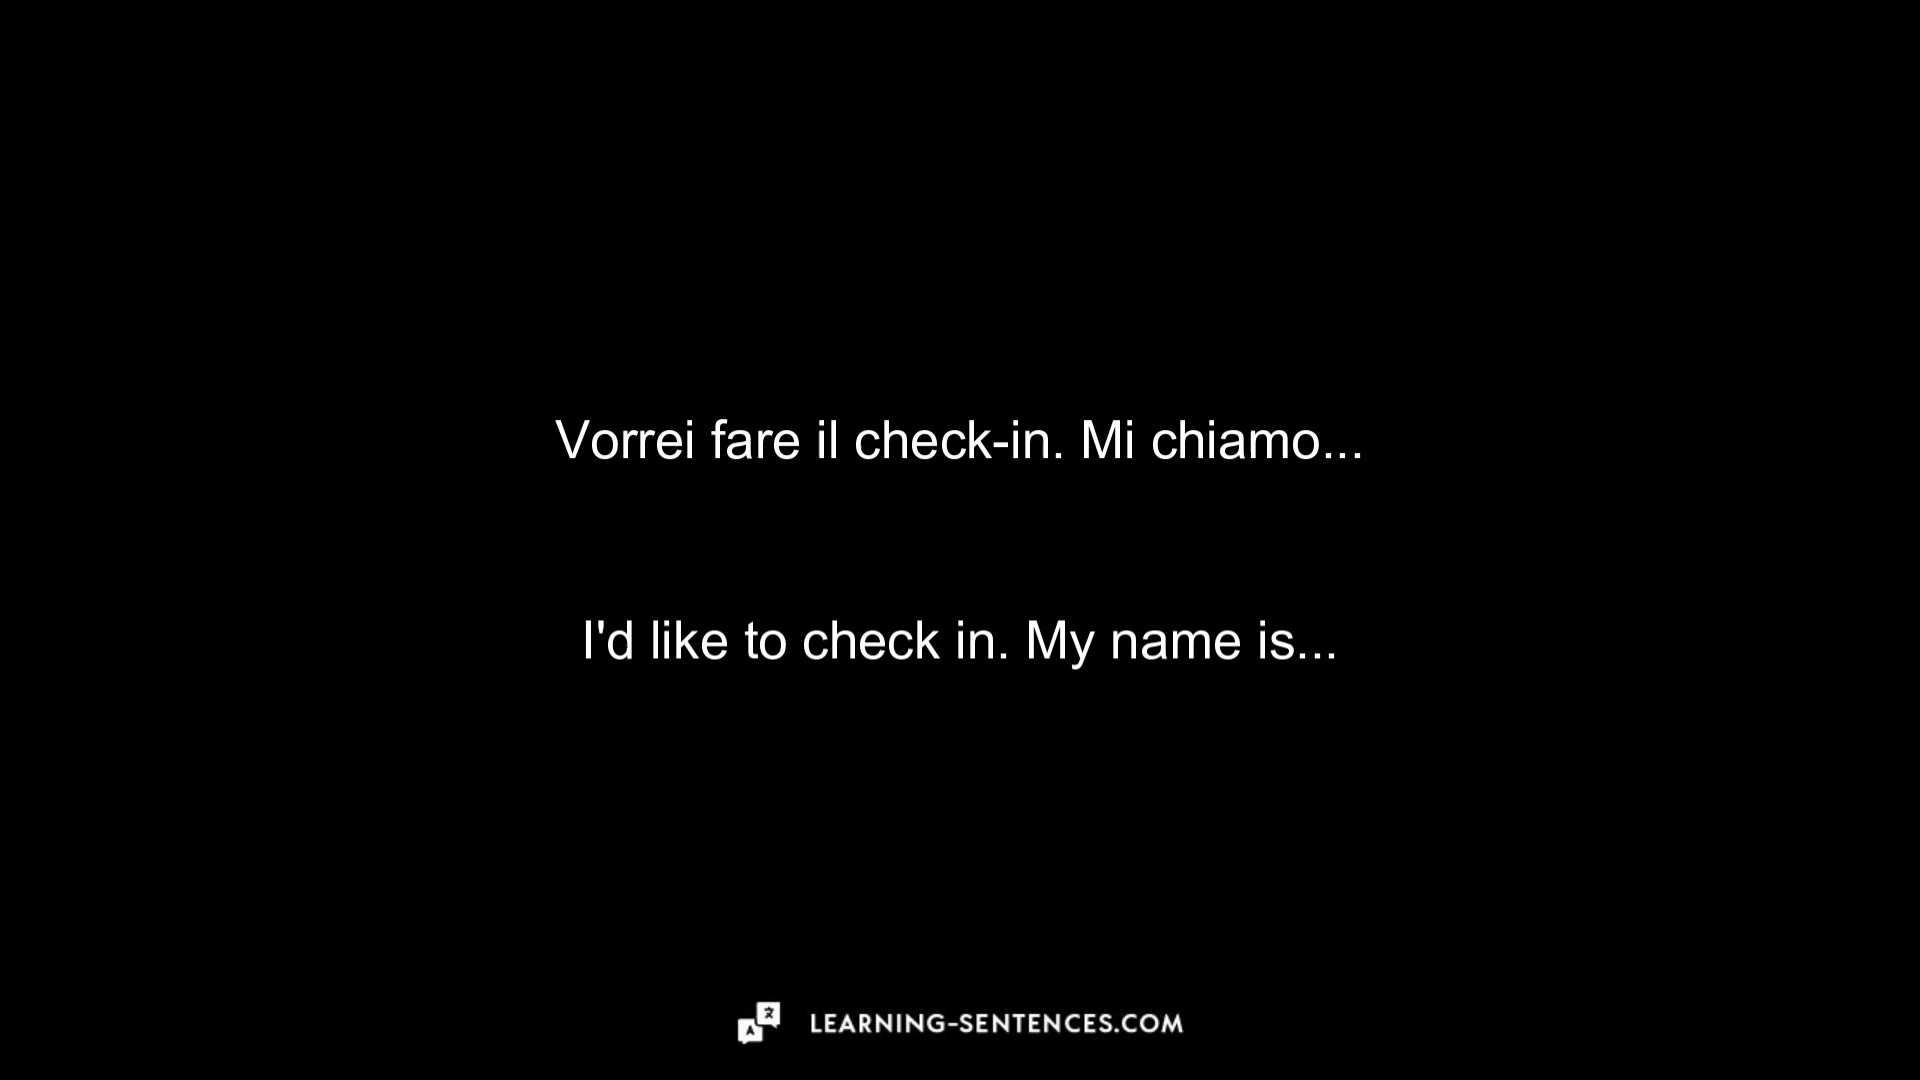 Vorrei fare il check-in. Mi chiamo...
I'd like to check in. My name is...
LEARNING-SENTENCES.COM